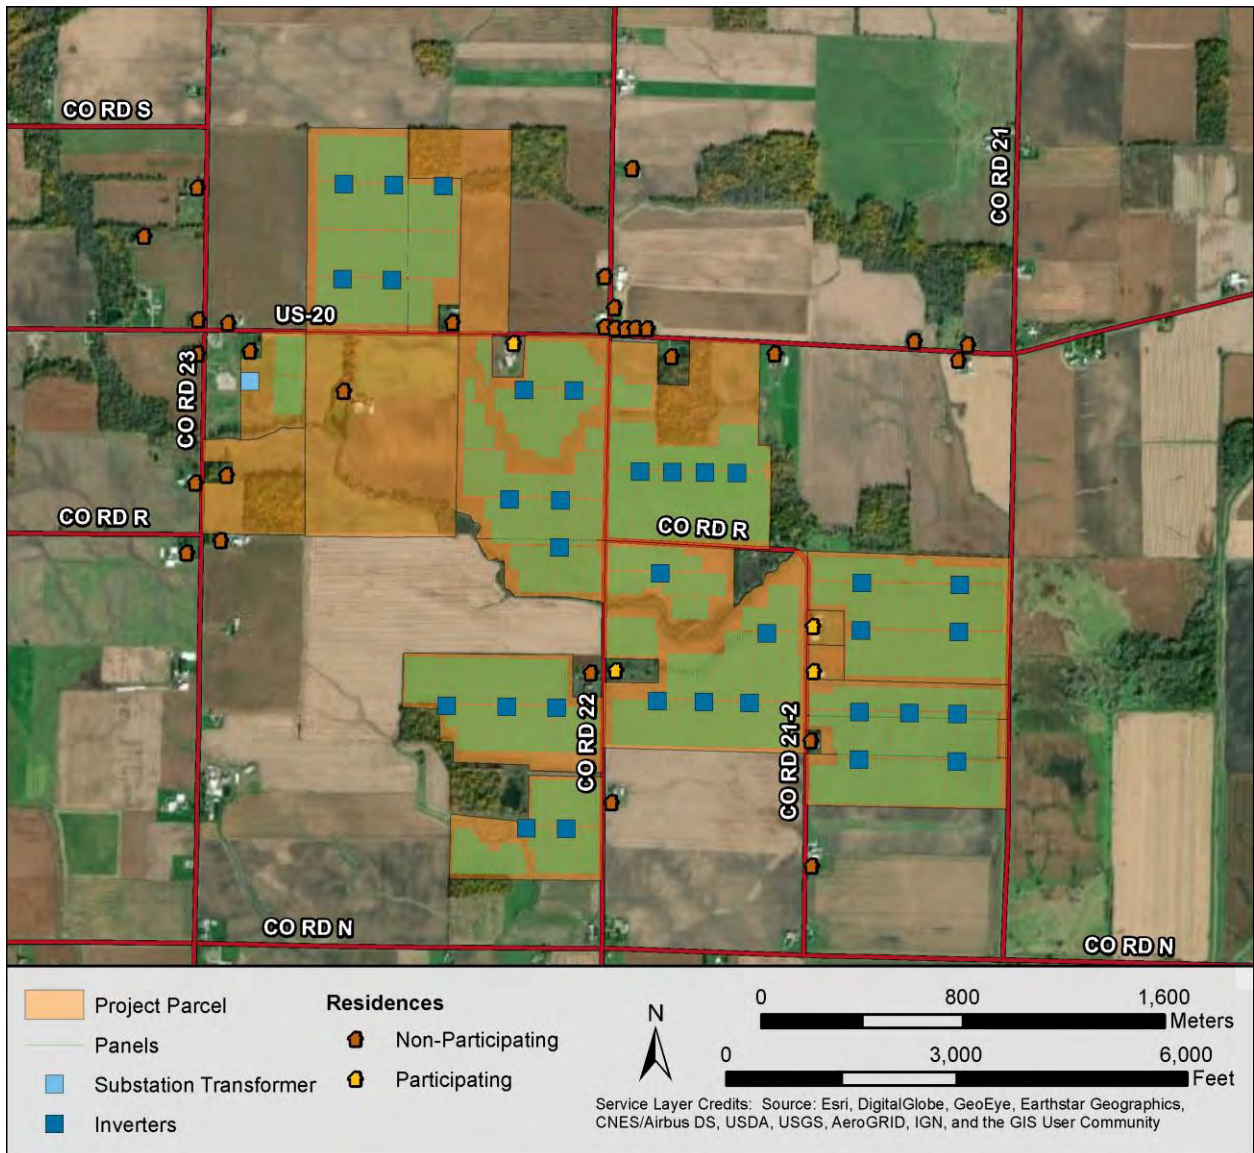 CO RD S
CO RD 21
US-20
CO RD 23
CO RD R
CO RD R
CO RD 22
CO RD 21-2
CO RD N
CO RD N
Project Parcel
Panels
Substation Transformer
Inverters
Residences
Non-Participating
Participating
N
0 800 1,600
Meters
0 3,000 6,000
Feet
Service Layer Credits: Source: Esri, DigitalGlobe, GeoEye, Earthstar Geographics,
CNES/Airbus DS, USDA, USGS, AeroGRID, IGN, and the GIS User Community